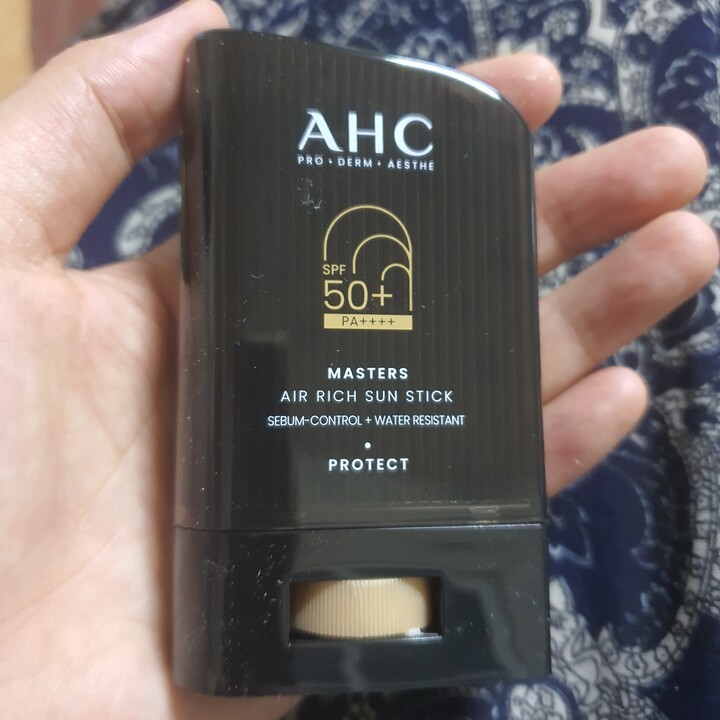 AHC
PRO • DERM • AESTHE
SPF
50+
PA++++
MASTERS
AIR RICH SUN STICK
SEBUM-CONTROL + WATER RESISTANT
•
PROTECT